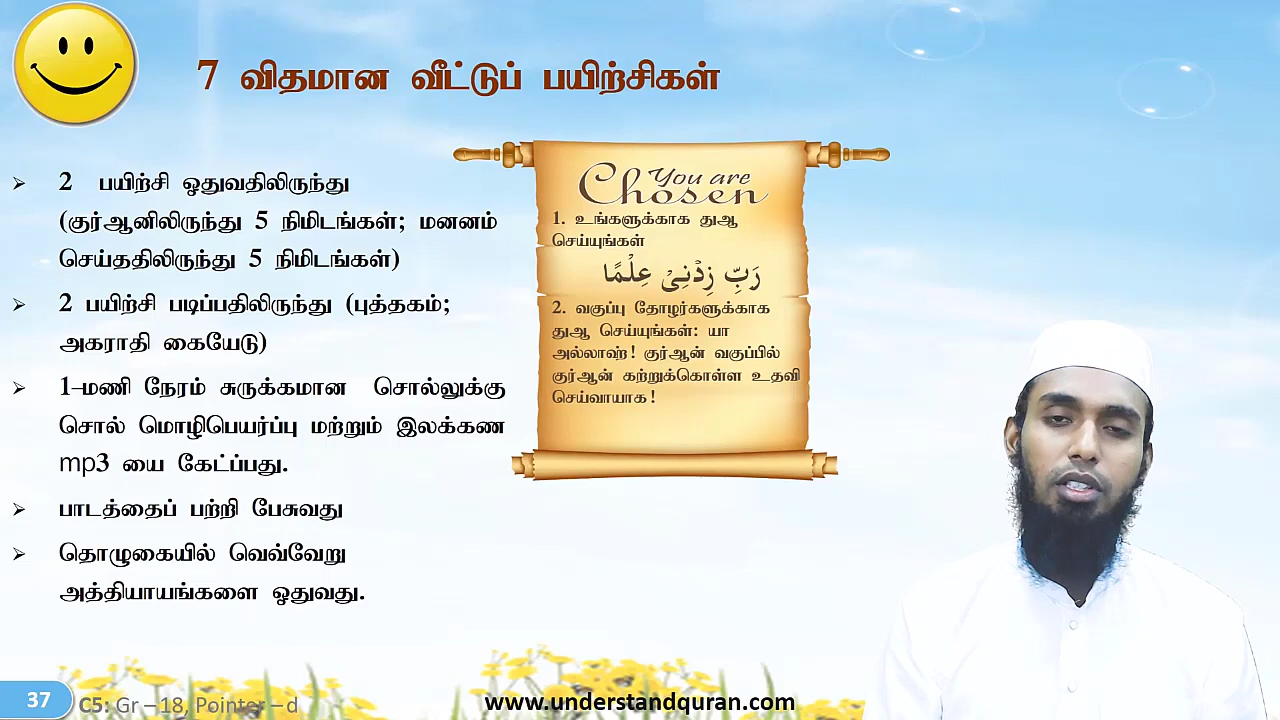 7 விதமான வீட்டுப் பயிற்சிகள்
➢ 2 பயிற்சி ஓதுவதிலிருந்து
(குர்ஆனிலிருந்து 5 நிமிடங்கள்; மனனம்
செய்ததிலிருந்து 5 நிமிடங்கள்)
➢ 2 பயிற்சி படிப்பதிலிருந்து (புத்தகம்;
அகராதி கையேடு)
➢ 1-மணி நேரம் சுருக்கமான சொல்லுக்கு
சொல் மொழிபெயர்ப்பு மற்றும் இலக்கண
mp3 யை கேட்ப்பது.
➢ பாடத்தைப் பற்றி பேசுவது
➢ தொழுகையில் வெவ்வேறு
அத்தியாயங்களை ஓதுவது.
You are
Chosen
1. உங்களுக்காக துஆ
செய்யுங்கள்
رَبِّ زِدْنِيْ عِلْمًا
2. வகுப்பு தோழர்களுக்காக
துஆ செய்யுங்கள்: யா
அல்லாஹ்! குர்ஆன் வகுப்பில்
குர்ஆன் கற்றுக்கொள்ள உதவி
செய்வாயாக!
37
C5: Gr – 18, Pointer – d
www.understandquran.com